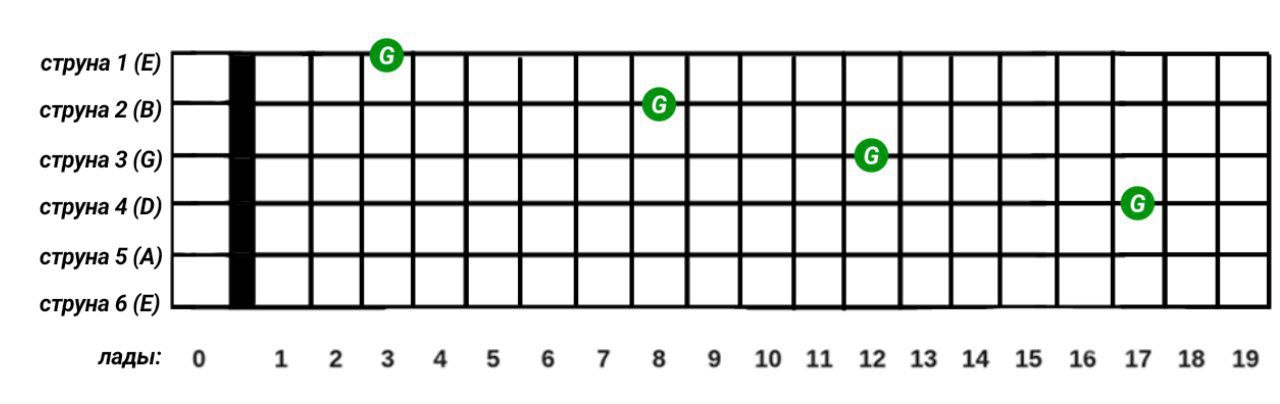 струна 1 (E) G
струна 2 (B) G
струна 3 (G) G
струна 4 (D) G
струна 5 (A)
струна 6 (E)
лады: 0 1 2 3 4 5 6 7 8 9 10 11 12 13 14 15 16 17 18 19